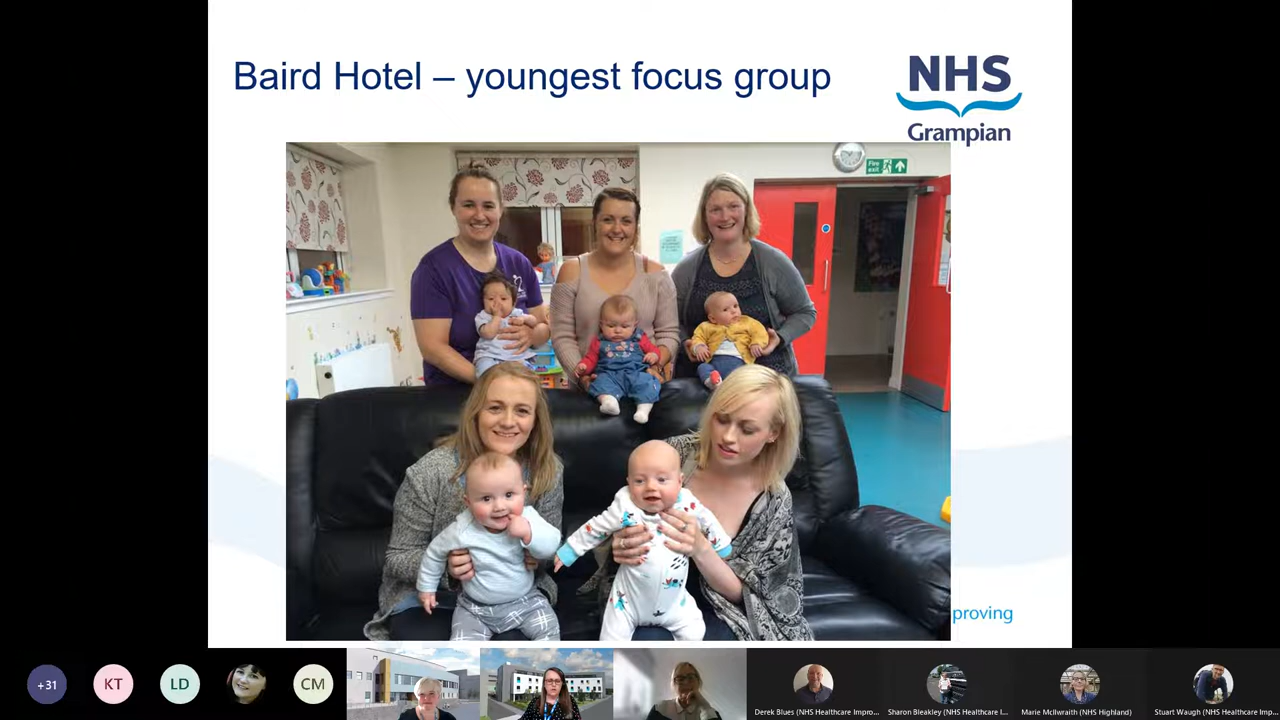 Baird Hotel – youngest focus group
NHS
Grampian
Fire
exit
proving
+31
KT
LD
CM
Derek Blues (NHS Healthcare Impro...
Sharon Bleakley (NHS Healthcare I...
Marie McIlwraith (NHS Highland)
Stuart Waugh (NHS Healthcare Imp...